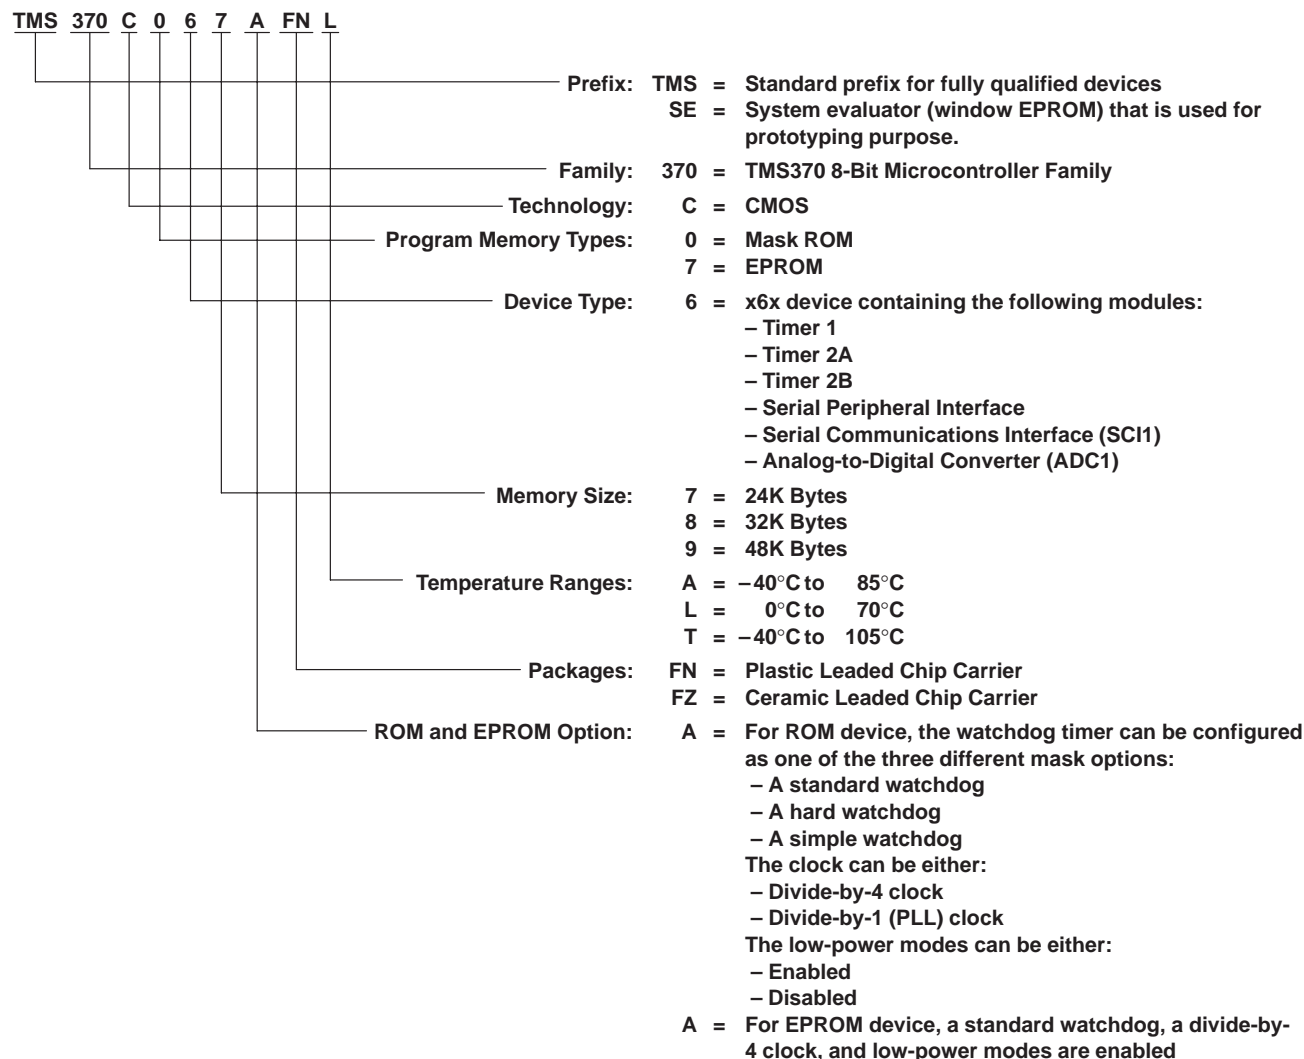 TMS 370 C 0 6 7 A FN L
Prefix: TMS = Standard prefix for fully qualified devices
SE = System evaluator (window EPROM) that is used for
prototyping purpose.
Family: 370 = TMS370 8-Bit Microcontroller Family
Technology: C = CMOS
Program Memory Types: 0 = Mask ROM
7 = EPROM
Device Type: 6 = x6x device containing the following modules:
– Timer 1
– Timer 2A
– Timer 2B
– Serial Peripheral Interface
– Serial Communications Interface (SCI1)
– Analog-to-Digital Converter (ADC1)
Memory Size: 7 = 24K Bytes
8 = 32K Bytes
9 = 48K Bytes
Temperature Ranges: A = –40°C to 85°C
L = 0°C to 70°C
T = –40°C to 105°C
Packages: FN = Plastic Leaded Chip Carrier
FZ = Ceramic Leaded Chip Carrier
ROM and EPROM Option: A = For ROM device, the watchdog timer can be configured
as one of the three different mask options:
– A standard watchdog
– A hard watchdog
– A simple watchdog
The clock can be either:
– Divide-by-4 clock
– Divide-by-1 (PLL) clock
The low-power modes can be either:
– Enabled
– Disabled
A = For EPROM device, a standard watchdog, a divide-by-
4 clock, and low-power modes are enabled